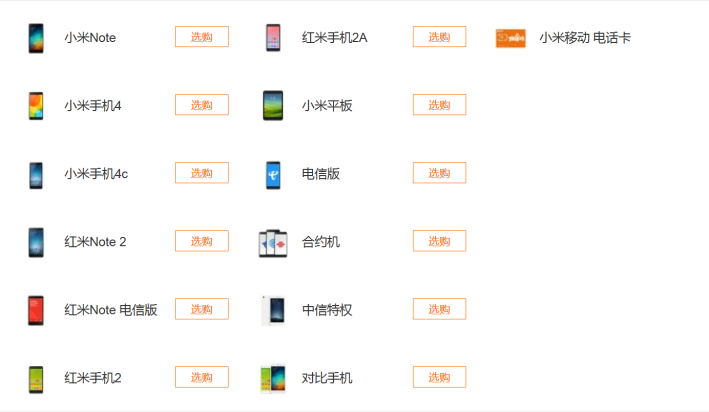 小米Note 选购
小米手机4 选购
小米手机4c 选购
红米Note 2 选购
红米Note 电信版 选购
红米手机2 选购
红米手机2A 选购
小米平板 选购
电信版 选购
合约机 选购
中信特权 选购
对比手机 选购
小米移动 电话卡